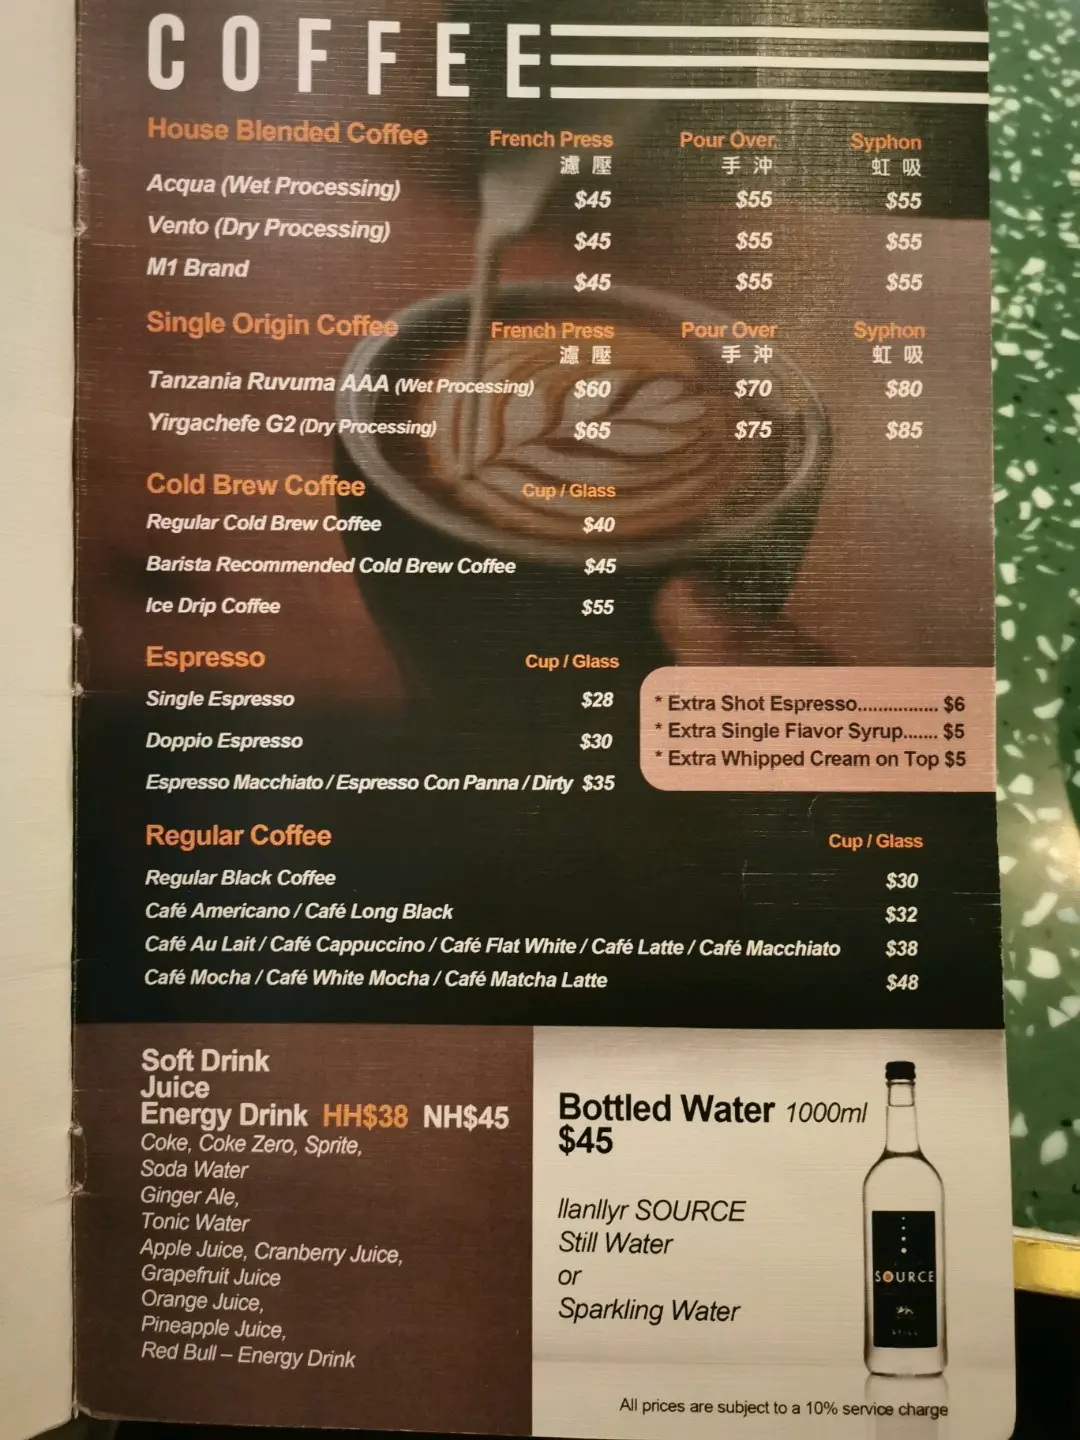 COFFEE
House Blended Coffee French Press Pour Over Syphon
濾 壓 手 沖 虹 吸
Acqua (Wet Processing) $45 $55 $55
Vento (Dry Processing) $45 $55 $55
M1 Brand $45 $55 $55
Single Origin Coffee French Press Pour Over Syphon
濾 壓 手 沖 虹 吸
Tanzania Ruvuma AAA (Wet Processing) $60 $70 $80
Yirgachefe G2 (Dry Processing) $65 $75 $85
Cold Brew Coffee Cup / Glass
Regular Cold Brew Coffee $40
Barista Recommended Cold Brew Coffee $45
Ice Drip Coffee $55
Espresso Cup / Glass
Single Espresso $28
Doppio Espresso $30
Espresso Macchiato / Espresso Con Panna / Dirty $35
* Extra Shot Espresso................ $6
* Extra Single Flavor Syrup....... $5
* Extra Whipped Cream on Top $5
Regular Coffee Cup / Glass
Regular Black Coffee $30
Café Americano / Café Long Black $32
Café Au Lait / Café Cappuccino / Café Flat White / Café Latte / Café Macchiato $38
Café Mocha / Café White Mocha / Café Matcha Latte $48
Soft Drink
Juice
Energy Drink HH$38 NH$45
Coke, Coke Zero, Sprite,
Soda Water
Ginger Ale,
Tonic Water
Apple Juice, Cranberry Juice,
Grapefruit Juice
Orange Juice,
Pineapple Juice,
Red Bull – Energy Drink
Bottled Water 1000ml
$45
llanllyr SOURCE
Still Water
or
Sparkling Water
SOURCE
STILL
All prices are subject to a 10% service charge